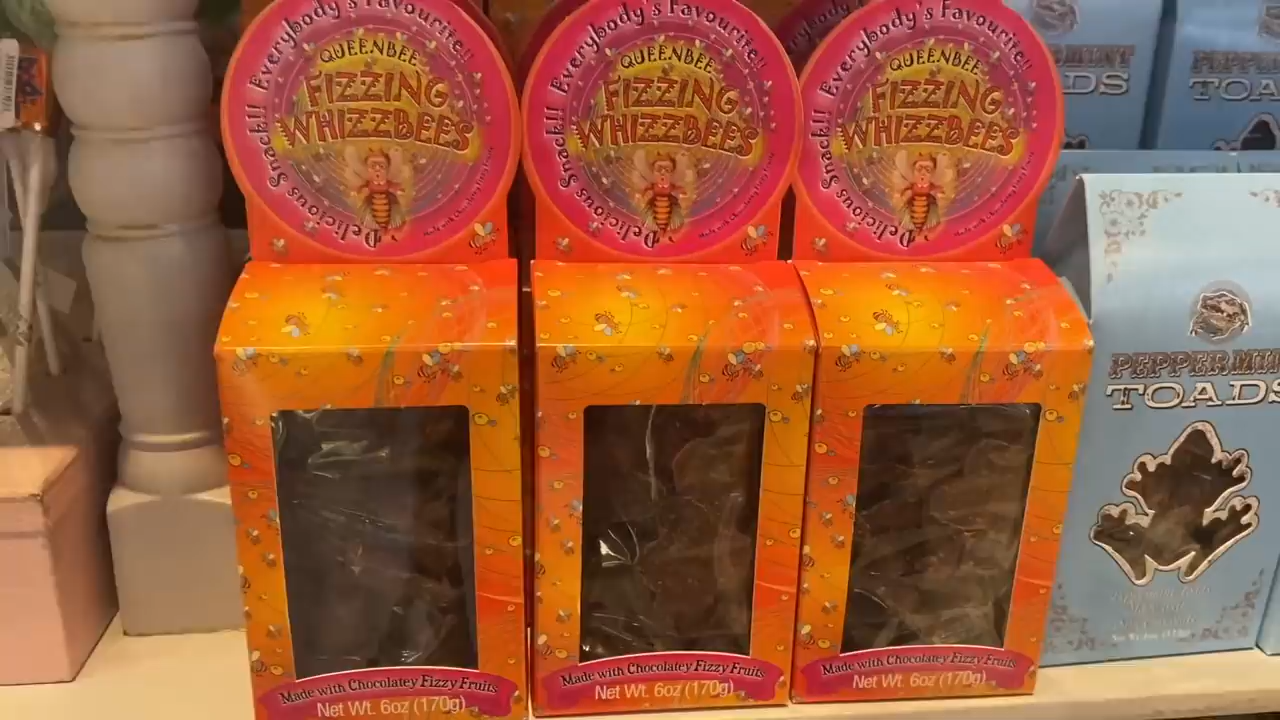 Everybody's Favourite!!
QUEENBEE
FIZZING
WHIZZBEES
Delicious Snack!!
Made with Chocolatey Fizzy Fruits
Net Wt. 6oz (170g)
Everybody's Favourite!!
QUEENBEE
FIZZING
WHIZZBEES
Delicious Snack!!
Made with Chocolatey Fizzy Fruits
Net Wt. 6oz (170g)
Everybody's Favourite!!
QUEENBEE
FIZZING
WHIZZBEES
Delicious Snack!!
Made with Chocolatey Fizzy Fruits
Net Wt. 6oz (170g)
TOADS
PEPPERMIN
TOADS